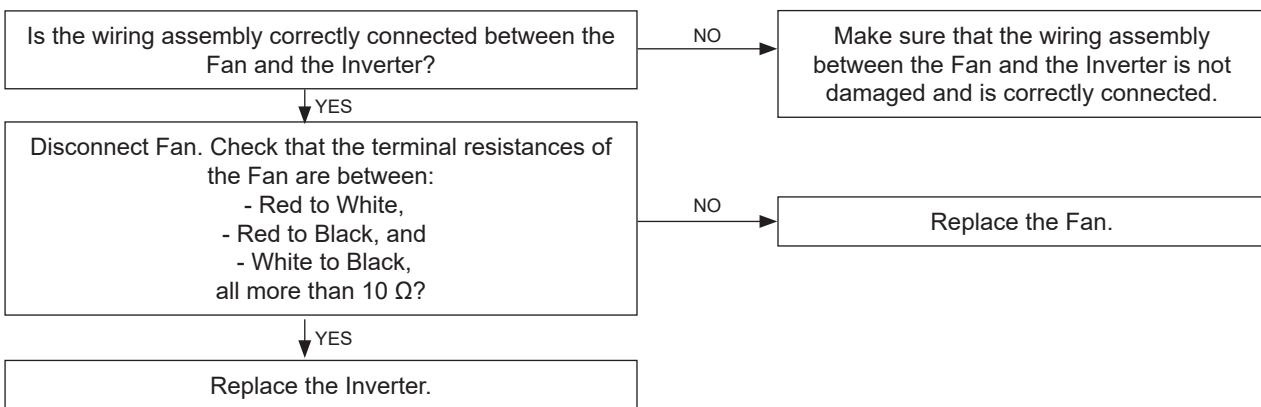 Is the wiring assembly correctly connected between the
Fan and the Inverter?
NO
Make sure that the wiring assembly
between the Fan and the Inverter is not
damaged and is correctly connected.
YES
Disconnect Fan. Check that the terminal resistances of
the Fan are between:
- Red to White,
- Red to Black, and
- White to Black,
all more than 10 Ω?
NO
Replace the Fan.
YES
Replace the Inverter.